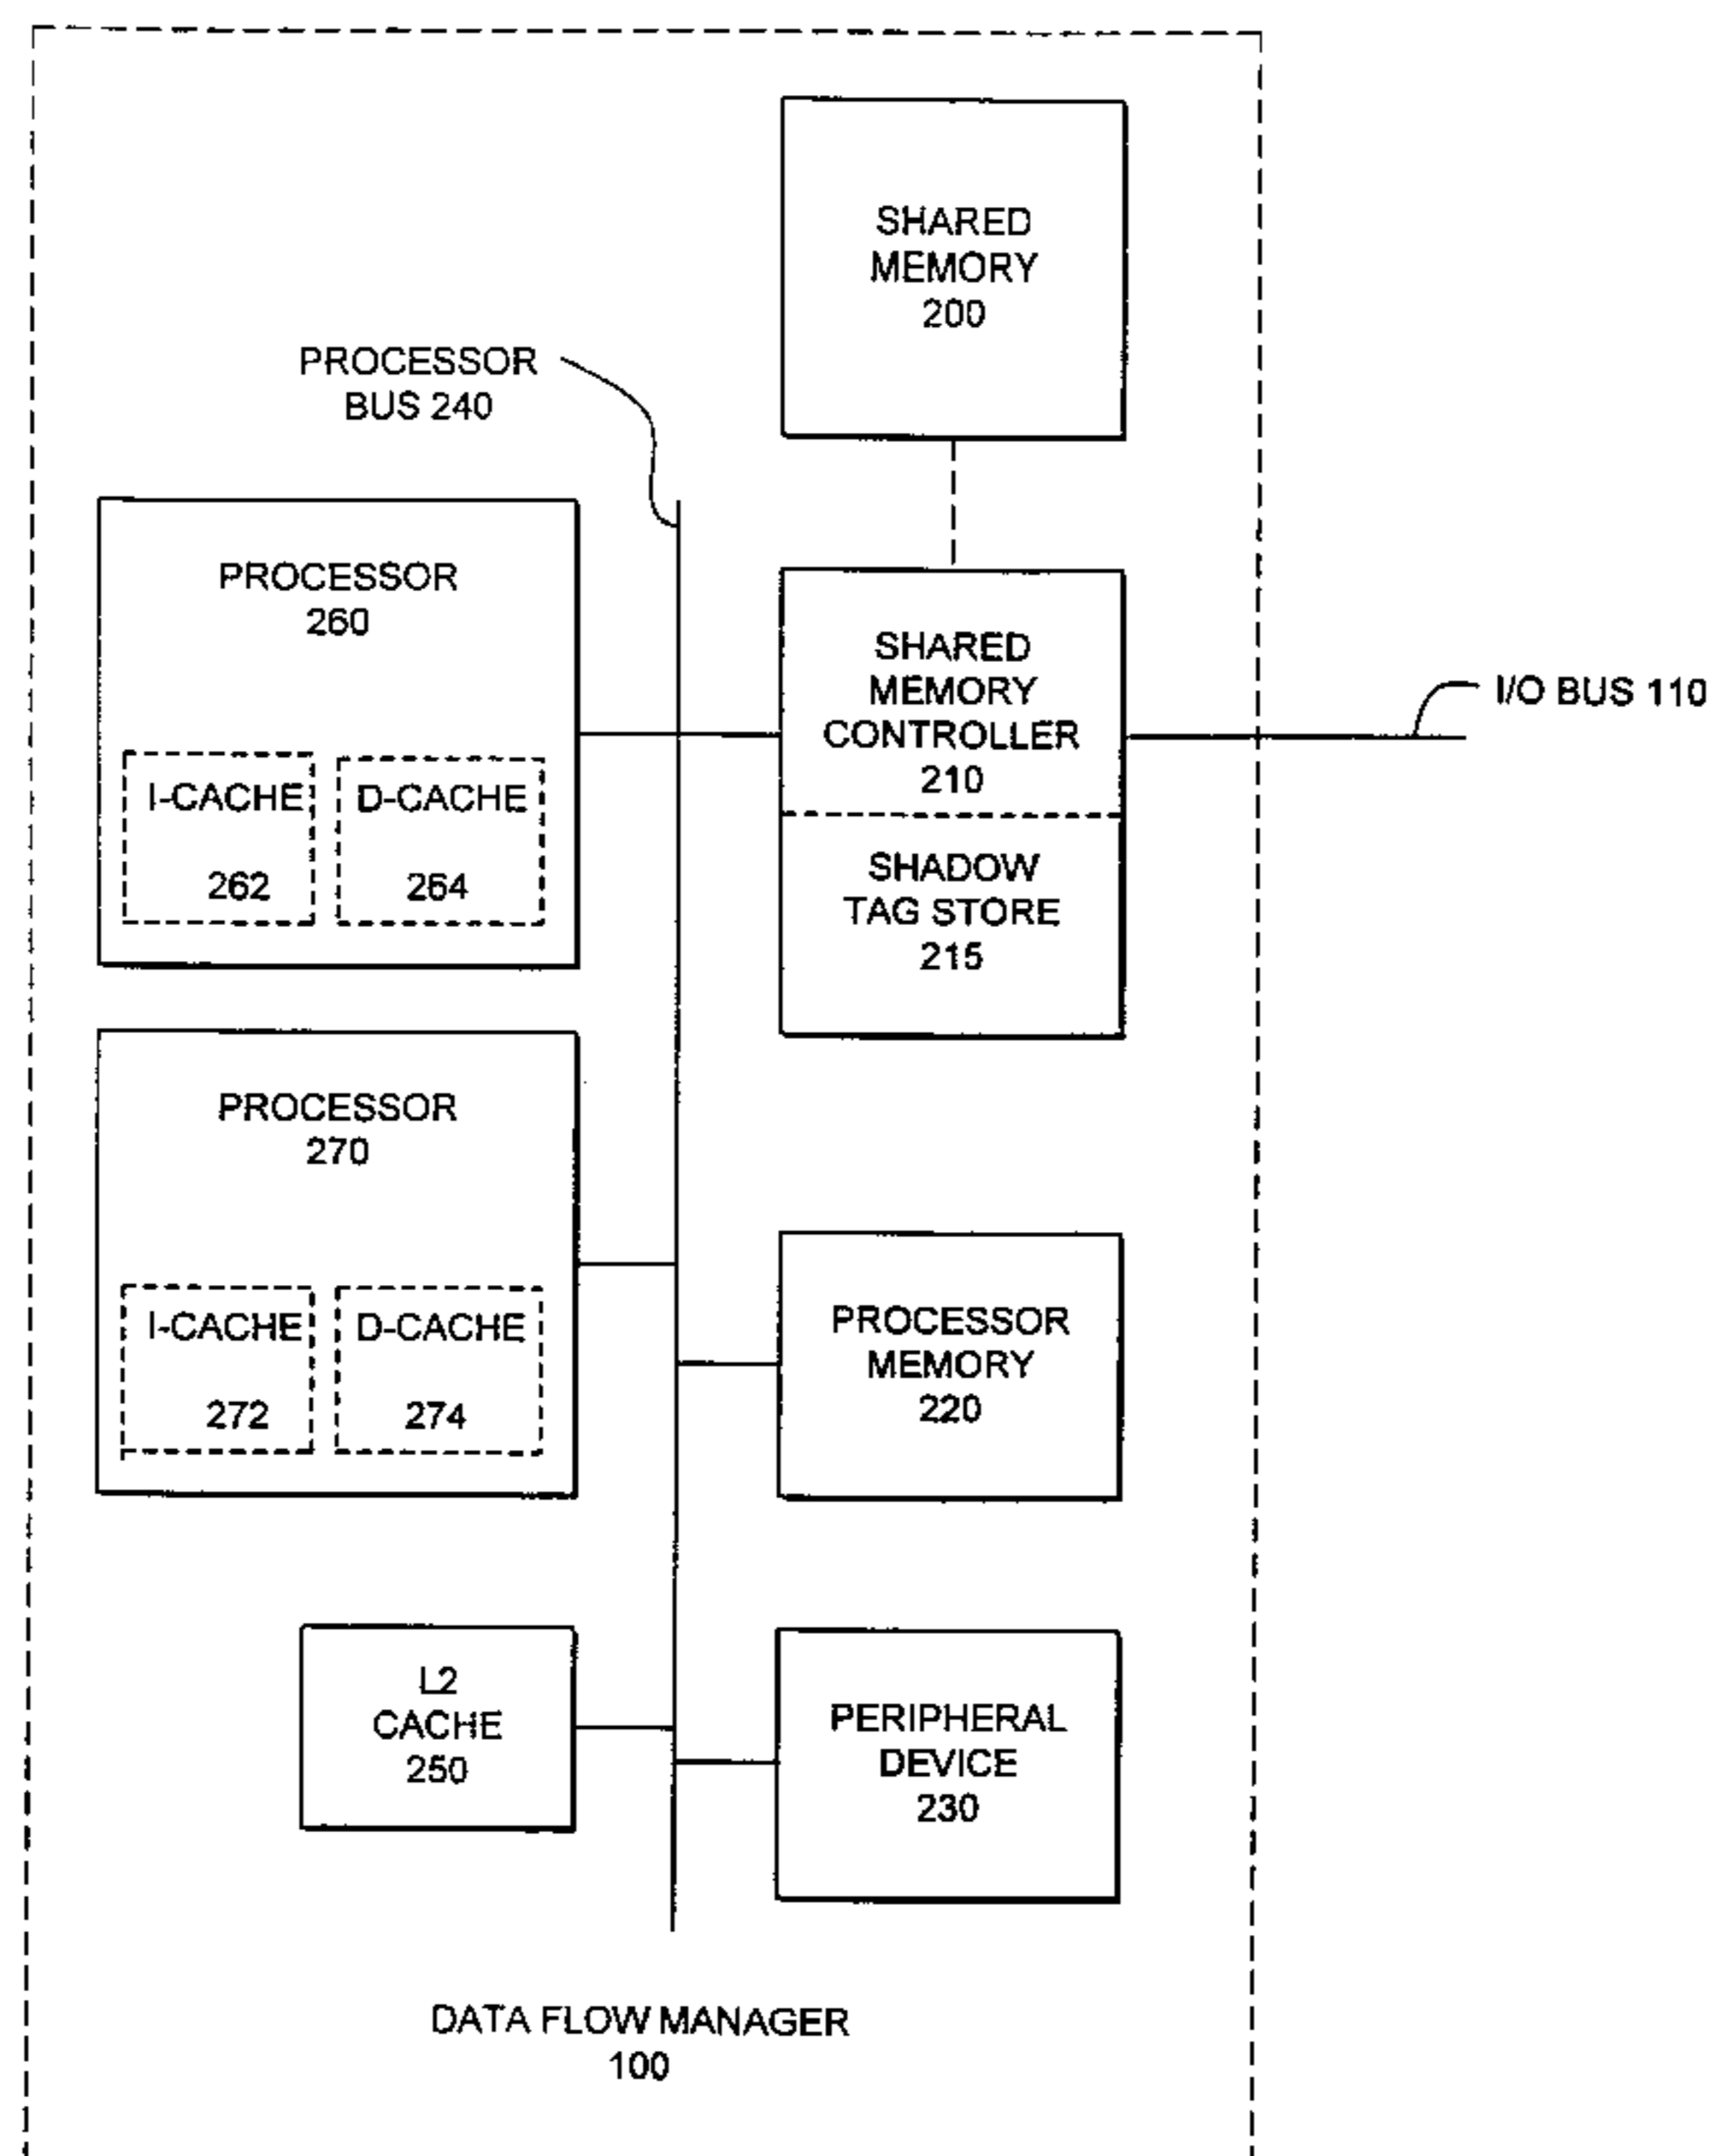 SHARED
MEMORY
200
PROCESSOR
BUS 240
PROCESSOR
260
I-CACHE
262
D-CACHE
264
SHARED
MEMORY
CONTROLLER
210
SHADOW
TAG STORE
215
I/O BUS 110
PROCESSOR
270
I-CACHE
272
D-CACHE
274
PROCESSOR
MEMORY
220
L2
CACHE
250
PERIPHERAL
DEVICE
230
DATA FLOW MANAGER
100